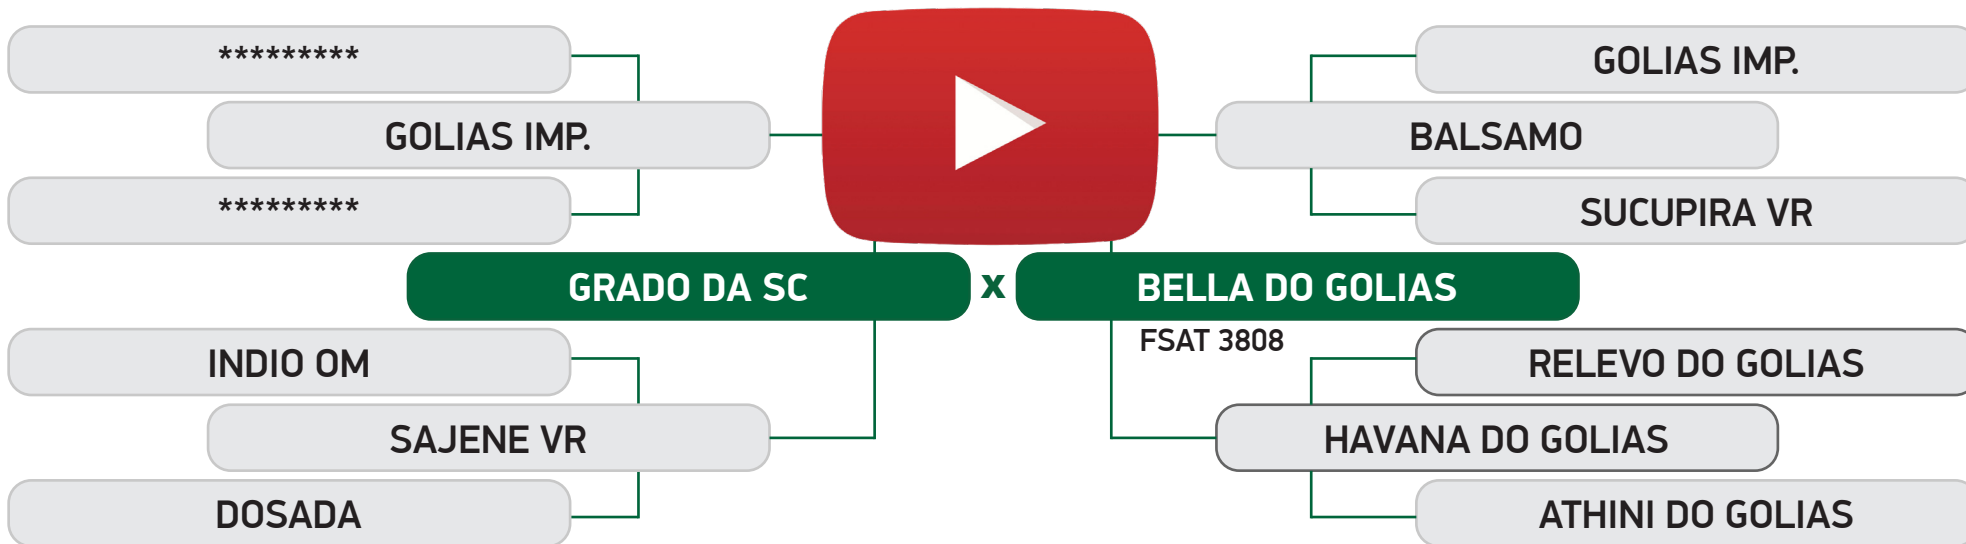 *********
GOLIAS IMP.
*********
GRADO DA SC
INDIO OM
SAJENE VR
DOSADA
x
GOLIAS IMP.
BALSAMO
SUCUPIRA VR
BELLA DO GOLIAS
FSAT 3808
RELEVO DO GOLIAS
HAVANA DO GOLIAS
ATHINI DO GOLIAS